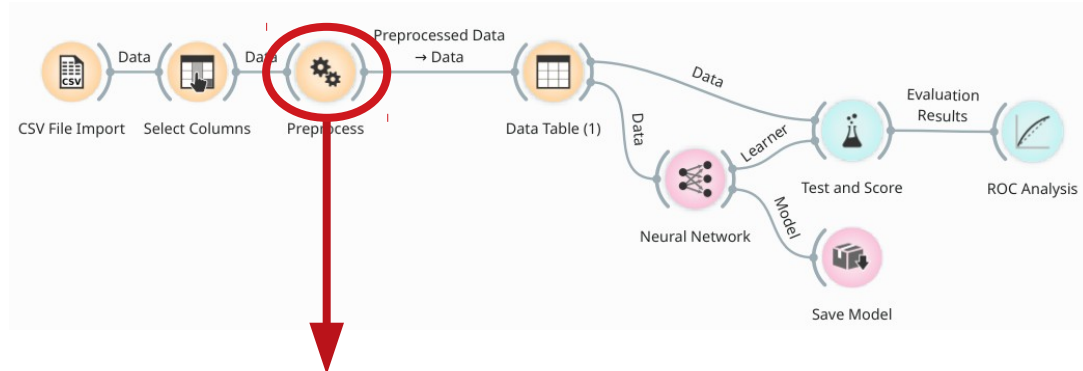 Preprocessed Data
→ Data
Data
Data
CSV
CSV File Import
Select Columns
Preprocess
Data Table (1)
Data
Data
Learner
Evaluation
Results
Test and Score
ROC Analysis
Neural Network
Model
Save Model